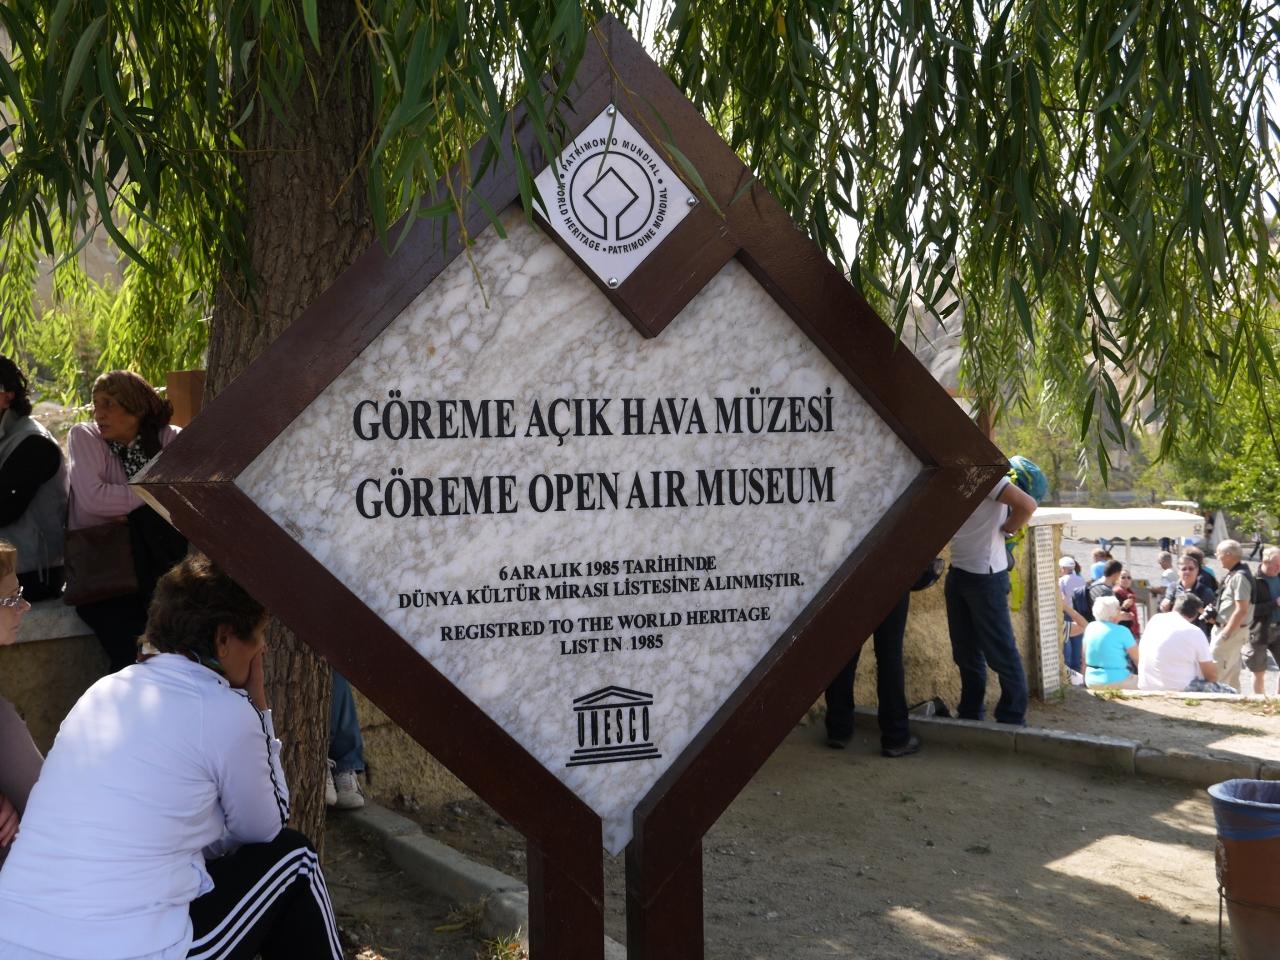 PATRIMONIO MUNDIAL • WORLD HERITAGE • PATRIMOINE MONDIAL •
GÖREME AÇIK HAVA MÜZESİ
GÖREME OPEN AIR MUSEUM
6 ARALIK 1985 TARİHİNDE
DÜNYA KÜLTÜR MİRASI LİSTESİNE ALINMIŞTIR.
REGISTRED TO THE WORLD HERITAGE
LIST IN 1985
UNESCO